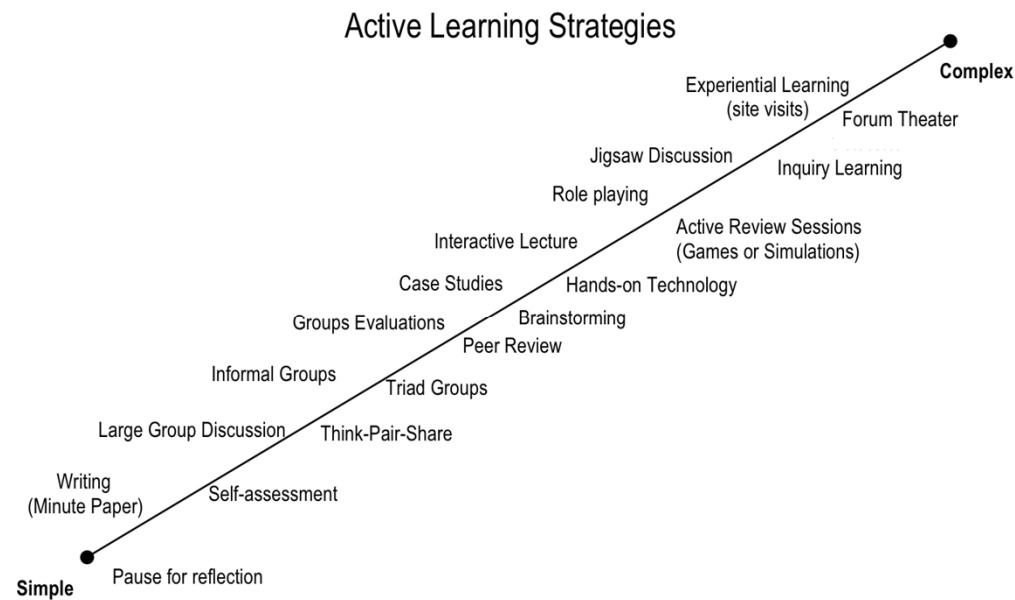 Active Learning Strategies
Complex
Experiential Learning
(site visits)
Forum Theater
Jigsaw Discussion
Inquiry Learning
Role playing
Active Review Sessions
(Games or Simulations)
Interactive Lecture
Case Studies
Hands-on Technology
Groups Evaluations
Brainstorming
Peer Review
Informal Groups
Triad Groups
Large Group Discussion
Think-Pair-Share
Writing
(Minute Paper)
Self-assessment
Pause for reflection
Simple